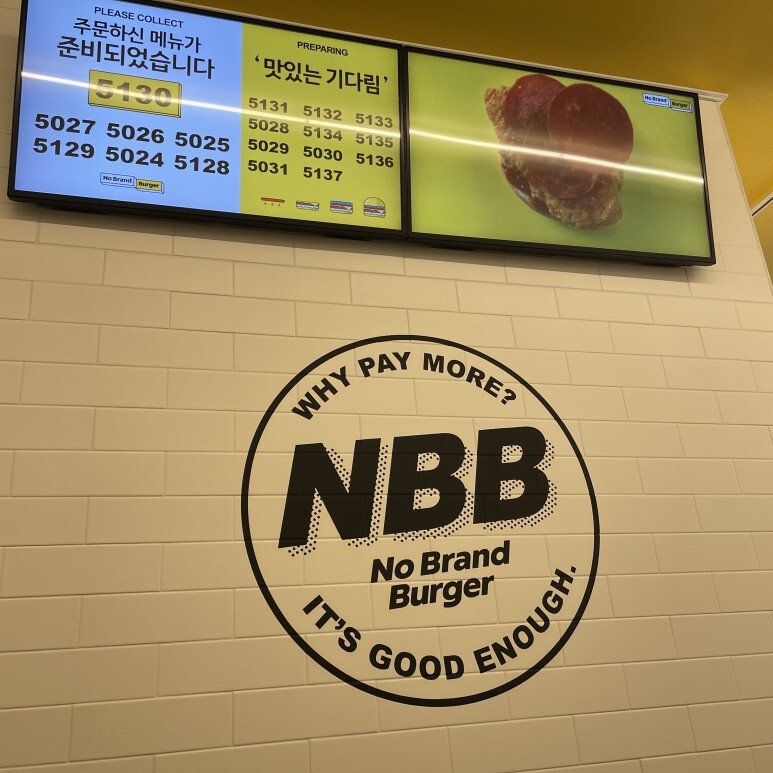 PLEASE COLLECT
주문하신 메뉴가
준비되었습니다
5130
5027 5026 5025
5129 5024 5128
No Brand Burger
PREPARING
‘맛있는 기다림’
5131 5132 5133
5028 5134 5135
5029 5030 5136
5031 5137
No Brand Burger
WHY PAY MORE?
NBB
No Brand
Burger
IT'S GOOD ENOUGH.